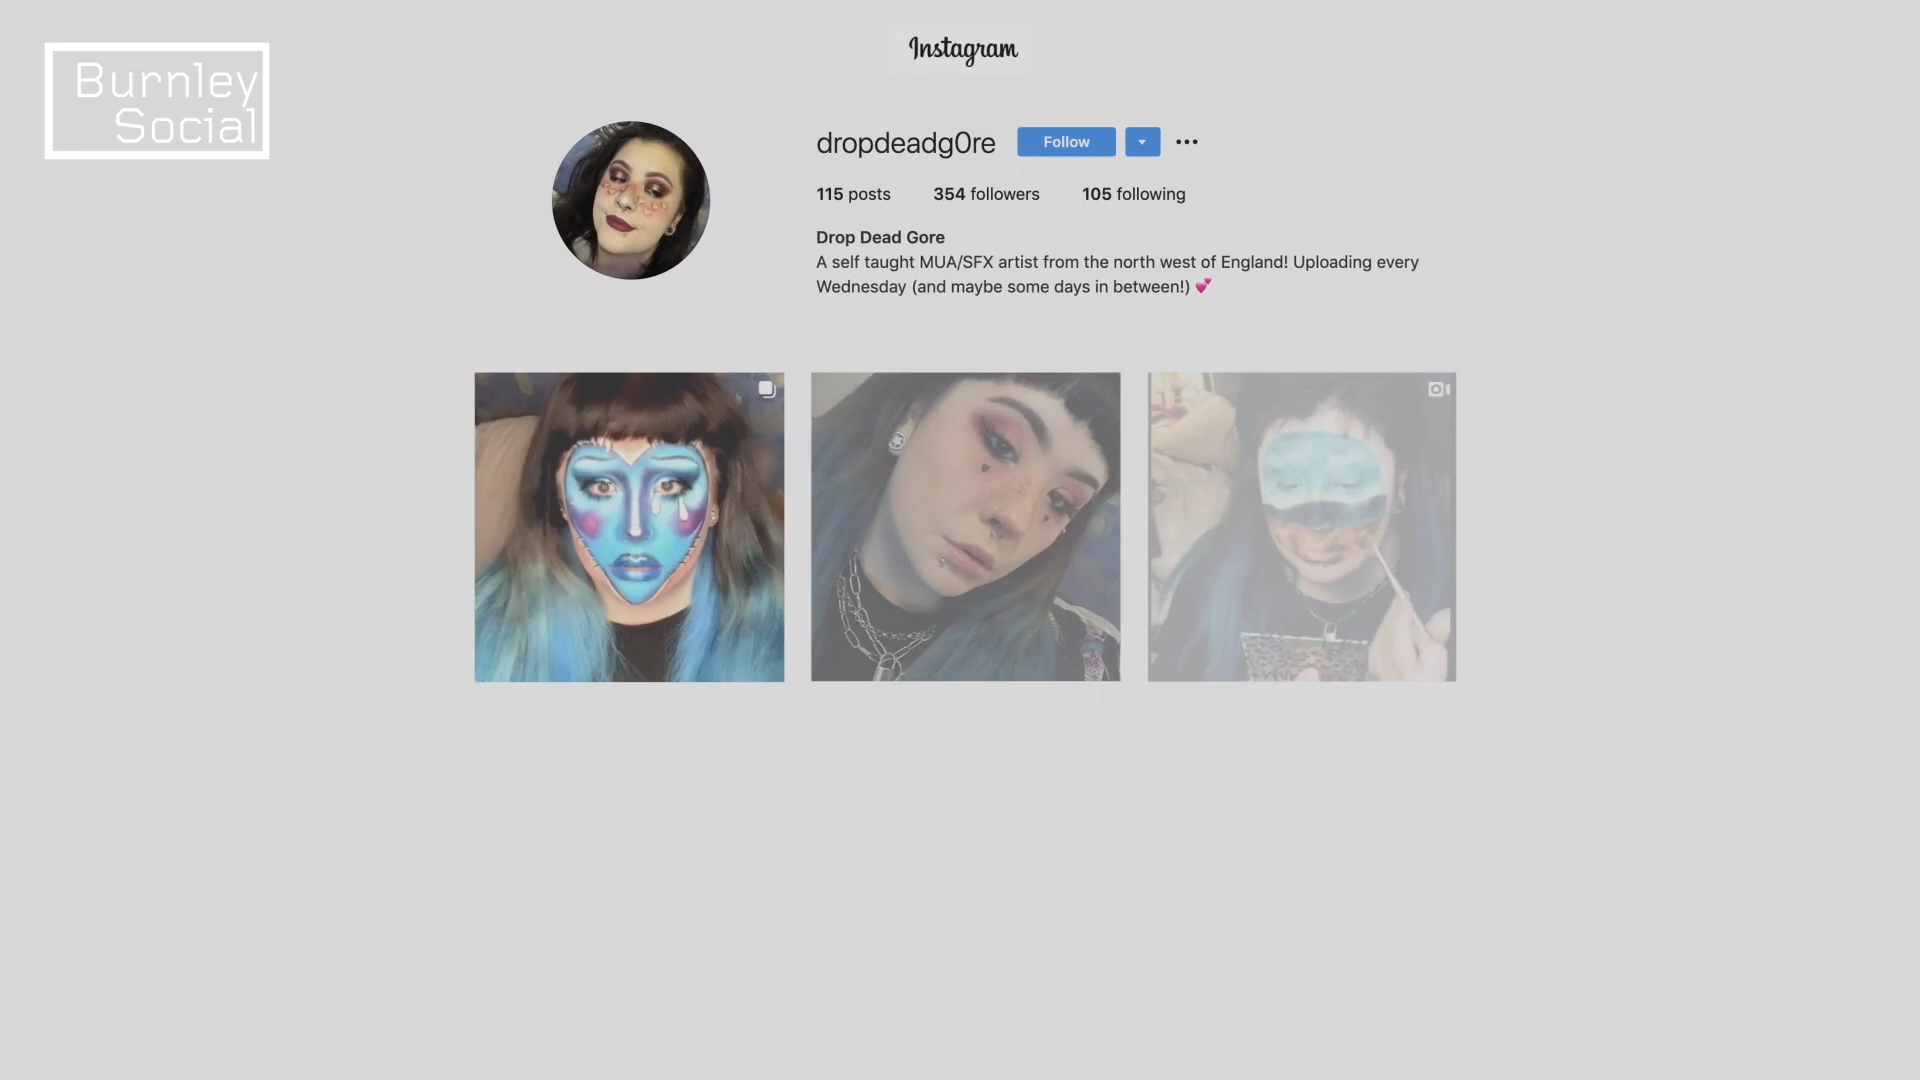 Burnley
Social
Instagram
dropdeadg0re
Follow
115 posts
354 followers
105 following
Drop Dead Gore
A self taught MUA/SFX artist from the north west of England! Uploading every
Wednesday (and maybe some days in between!) 💕